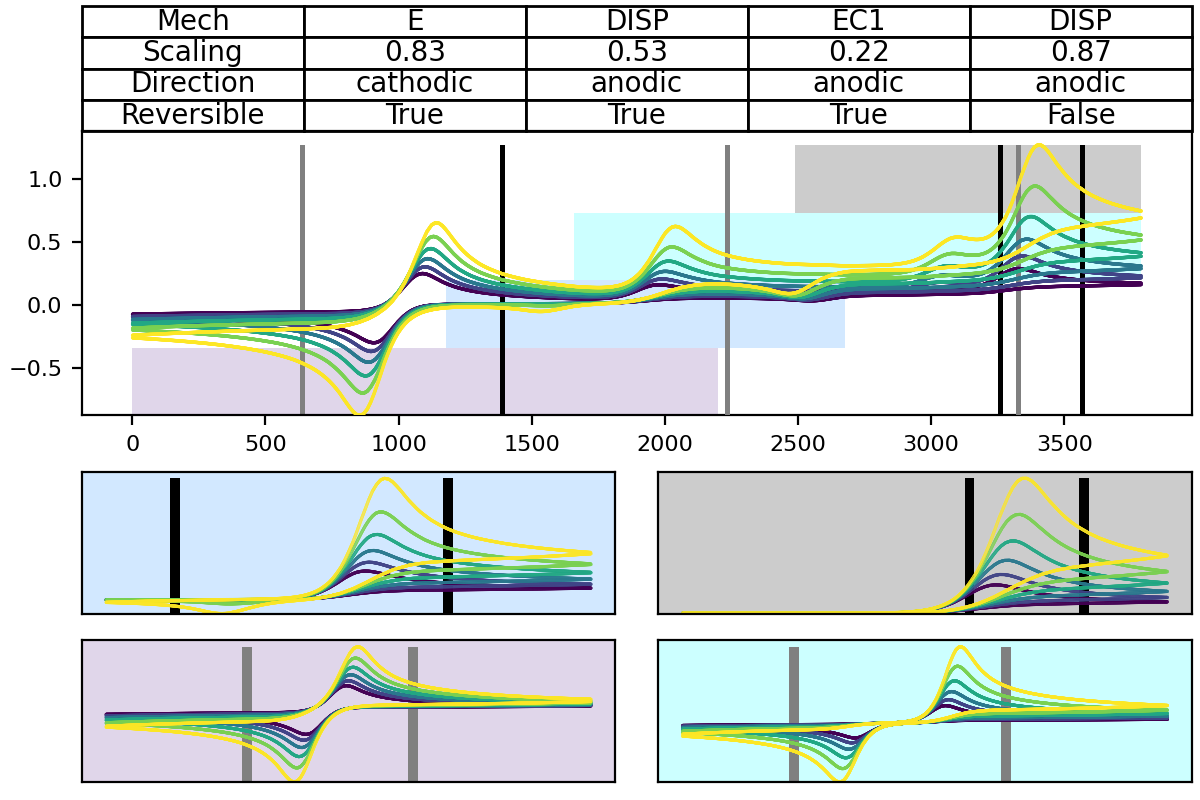 Mech E DISP EC1 DISP
Scaling 0.83 0.53 0.22 0.87
Direction cathodic anodic anodic anodic
Reversible True True True False
1.0
0.5
0.0
−0.5
0 500 1000 1500 2000 2500 3000 3500